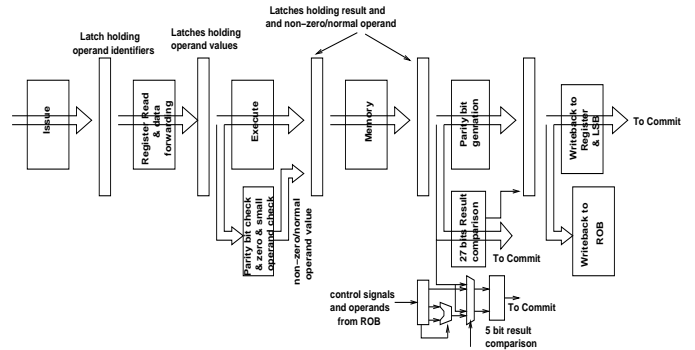 Latches holding result and
and non−zero/normal operand
Latch holding
operand identifiers
Latches holding
operand values
Issue
Register Read
& data
forwarding
Execute
Memory
Parity bit
genration
Writeback to
Register
& LSB
To Commit
Parity bit check
& zero & small
operand check
non−zero/normal
operand value
27 bits Result
comparison
To Commit
Writeback to
ROB
control signals
and operands
from ROB
To Commit
5 bit result
comparison